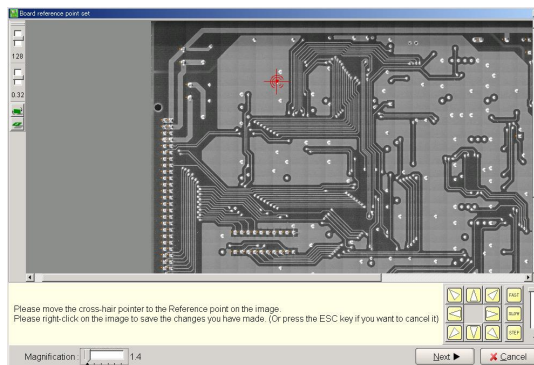 Board reference point set
128
0.32
Please move the cross-hair pointer to the Reference point on the image.
Please right-click on the image to save the changes you have made. (Or press the ESC key if you want to cancel it)
FAST
SLOW
STEP
Magnification : 1.4
Next ▶
Cancel